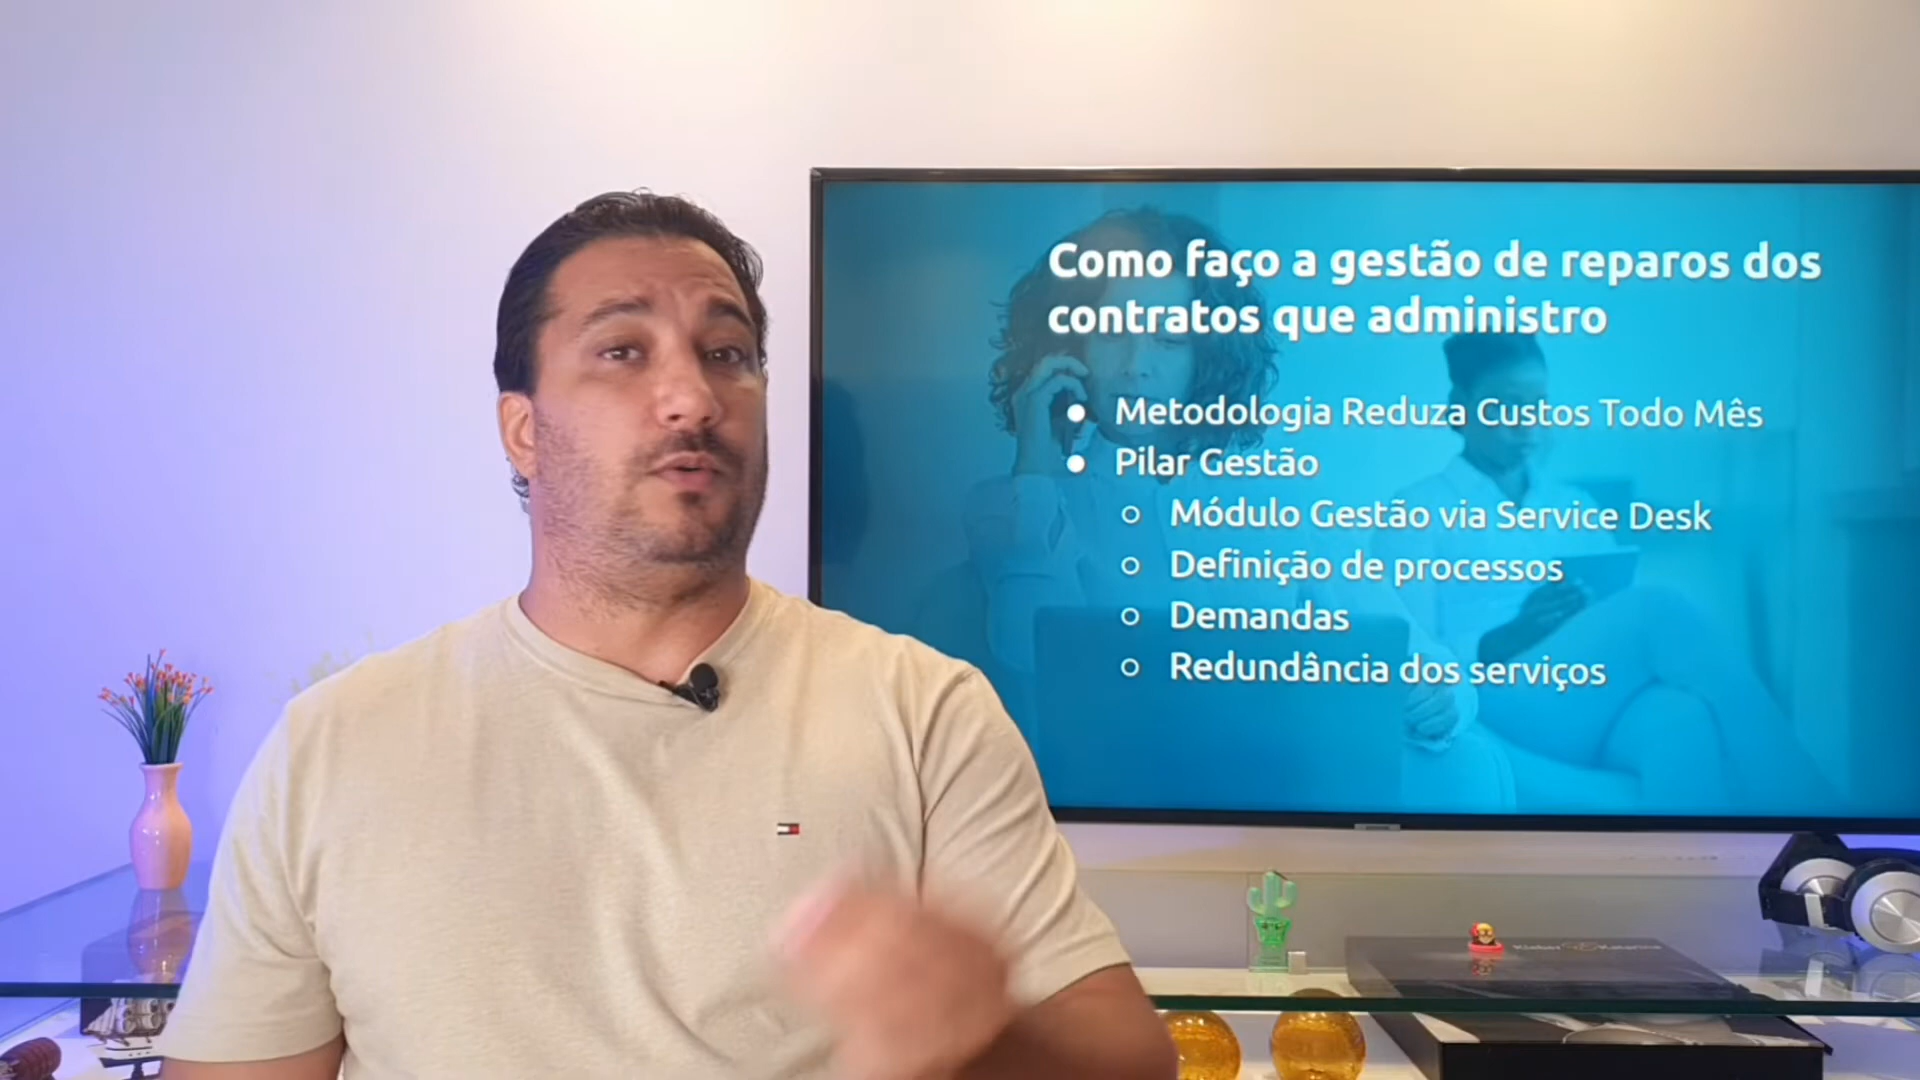 Como faço a gestão de reparos dos
contratos que administro
● Metodologia Reduza Custos Todo Mês
● Pilar Gestão
○ Módulo Gestão via Service Desk
○ Definição de processos
○ Demandas
○ Redundância dos serviços